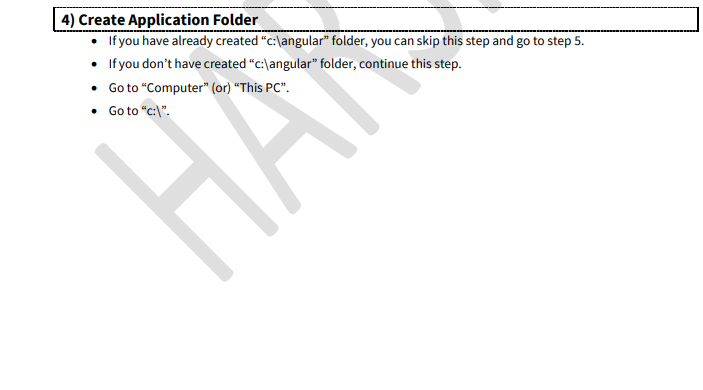 4) Create Application Folder
• If you have already created “c:\angular” folder, you can skip this step and go to step 5.
• If you don’t have created “c:\angular” folder, continue this step.
• Go to “Computer” (or) “This PC”.
• Go to “c:\”.
HARS